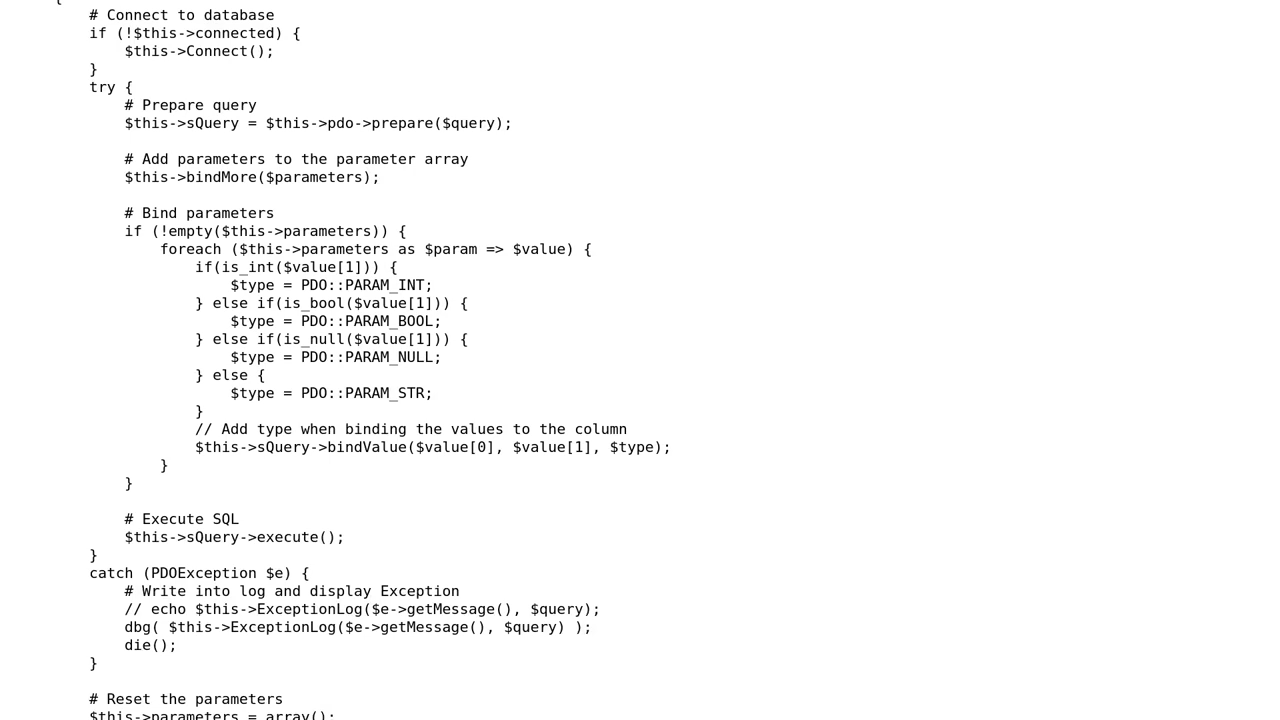 {
        # Connect to database
        if (!$this->connected) {
            $this->Connect();
        }
        try {
            # Prepare query
            $this->sQuery = $this->pdo->prepare($query);

            # Add parameters to the parameter array
            $this->bindMore($parameters);

            # Bind parameters
            if (!empty($this->parameters)) {
                foreach ($this->parameters as $param => $value) {
                    if(is_int($value[1])) {
                        $type = PDO::PARAM_INT;
                    } else if(is_bool($value[1])) {
                        $type = PDO::PARAM_BOOL;
                    } else if(is_null($value[1])) {
                        $type = PDO::PARAM_NULL;
                    } else {
                        $type = PDO::PARAM_STR;
                    }
                    // Add type when binding the values to the column
                    $this->sQuery->bindValue($value[0], $value[1], $type);
                }
            }

            # Execute SQL
            $this->sQuery->execute();
        }
        catch (PDOException $e) {
            # Write into log and display Exception
            // echo $this->ExceptionLog($e->getMessage(), $query);
            dbg( $this->ExceptionLog($e->getMessage(), $query) );
            die();
        }

        # Reset the parameters
        $this->parameters = array();